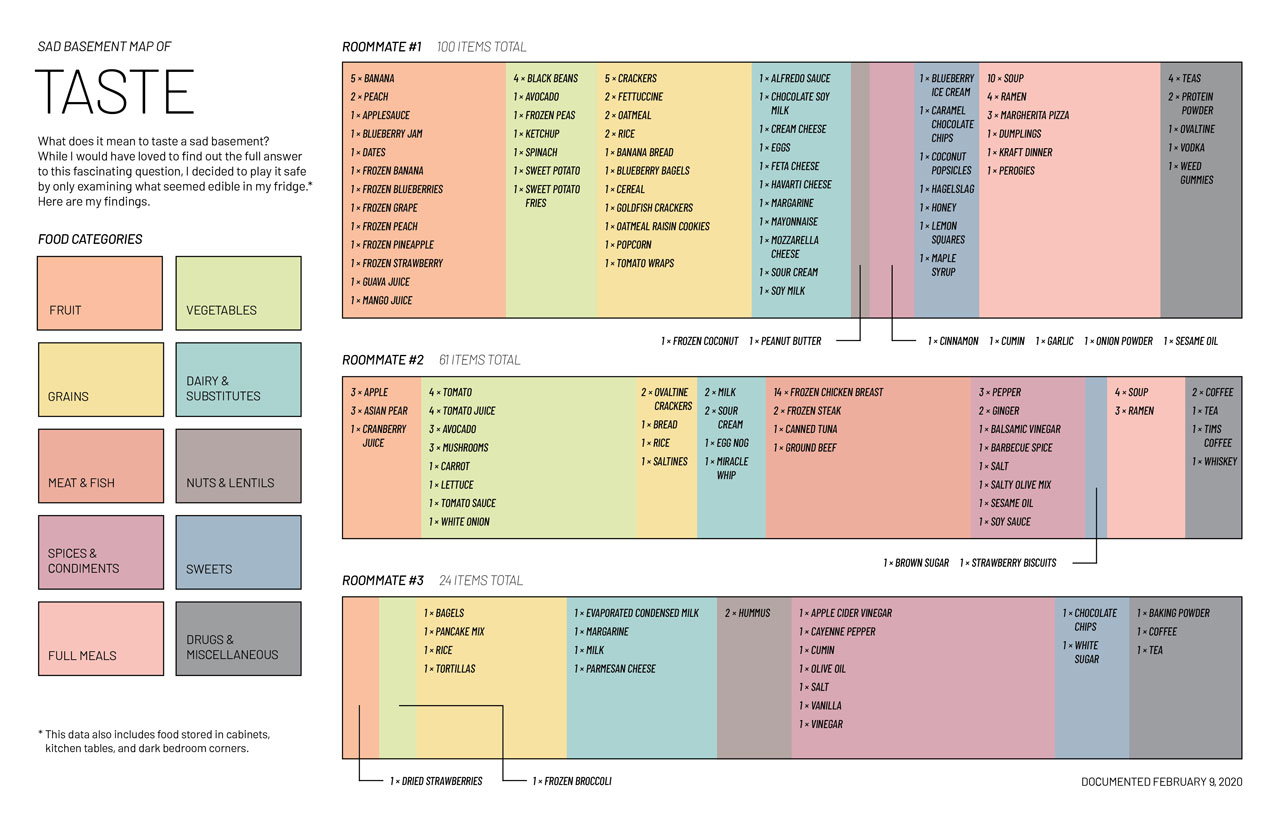 SAD BASEMENT MAP OF
TASTE
What does it mean to taste a sad basement?
While I would have loved to find out the full answer
to this fascinating question, I decided to play it safe
by only examining what seemed edible in my fridge.*
Here are my findings.
FOOD CATEGORIES
FRUIT
VEGETABLES
GRAINS
DAIRY &
SUBSTITUTES
MEAT & FISH
NUTS & LENTILS
SPICES &
CONDIMENTS
SWEETS
FULL MEALS
DRUGS &
MISCELLANEOUS
* This data also includes food stored in cabinets,
kitchen tables, and dark bedroom corners.
ROOMMATE #1 100 ITEMS TOTAL
5 × BANANA
2 × PEACH
1 × APPLESAUCE
1 × BLUEBERRY JAM
1 × DATES
1 × FROZEN BANANA
1 × FROZEN BLUEBERRIES
1 × FROZEN GRAPE
1 × FROZEN PEACH
1 × FROZEN PINEAPPLE
1 × FROZEN STRAWBERRY
1 × GUAVA JUICE
1 × MANGO JUICE
4 × BLACK BEANS
1 × AVOCADO
1 × FROZEN PEAS
1 × KETCHUP
1 × SPINACH
1 × SWEET POTATO
1 × SWEET POTATO
FRIES
5 × CRACKERS
2 × FETTUCCINE
2 × OATMEAL
2 × RICE
1 × BANANA BREAD
1 × BLUEBERRY BAGELS
1 × CEREAL
1 × GOLDFISH CRACKERS
1 × OATMEAL RAISIN COOKIES
1 × POPCORN
1 × TOMATO WRAPS
1 × ALFREDO SAUCE
1 × CHOCOLATE SOY
MILK
1 × CREAM CHEESE
1 × EGGS
1 × FETA CHEESE
1 × HAVARTI CHEESE
1 × MARGARINE
1 × MAYONNAISE
1 × MOZZARELLA
CHEESE
1 × SOUR CREAM
1 × SOY MILK
1 × BLUEBERRY
ICE CREAM
1 × CARAMEL
CHOCOLATE
CHIPS
1 × COCONUT
POPSICLES
1 × HAGELSLAG
1 × HONEY
1 × LEMON
SQUARES
1 × MAPLE
SYRUP
10 × SOUP
4 × RAMEN
3 × MARGHERITA PIZZA
1 × DUMPLINGS
1 × KRAFT DINNER
1 × PEROGIES
4 × TEAS
2 × PROTEIN
POWDER
1 × OVALTINE
1 × VODKA
1 × WEED
GUMMIES
1 × FROZEN COCONUT 1 × PEANUT BUTTER
1 × CINNAMON 1 × CUMIN 1 × GARLIC 1 × ONION POWDER 1 × SESAME OIL
ROOMMATE #2 61 ITEMS TOTAL
3 × APPLE
3 × ASIAN PEAR
1 × CRANBERRY
JUICE
4 × TOMATO
4 × TOMATO JUICE
3 × AVOCADO
3 × MUSHROOMS
1 × CARROT
1 × LETTUCE
1 × TOMATO SAUCE
1 × WHITE ONION
2 × OVALTINE
CRACKERS
1 × BREAD
1 × RICE
1 × SALTINES
2 × MILK
2 × SOUR
CREAM
1 × EGG NOG
1 × MIRACLE
WHIP
14 × FROZEN CHICKEN BREAST
2 × FROZEN STEAK
1 × CANNED TUNA
1 × GROUND BEEF
3 × PEPPER
2 × GINGER
1 × BALSAMIC VINEGAR
1 × BARBECUE SPICE
1 × SALT
1 × SALTY OLIVE MIX
1 × SESAME OIL
1 × SOY SAUCE
4 × SOUP
3 × RAMEN
2 × COFFEE
1 × TEA
1 × TIMS
COFFEE
1 × WHISKEY
1 × BROWN SUGAR 1 × STRAWBERRY BISCUITS
ROOMMATE #3 24 ITEMS TOTAL
1 × BAGELS
1 × PANCAKE MIX
1 × RICE
1 × TORTILLAS
1 × EVAPORATED CONDENSED MILK
1 × MARGARINE
1 × MILK
1 × PARMESAN CHEESE
2 × HUMMUS
1 × APPLE CIDER VINEGAR
1 × CAYENNE PEPPER
1 × CUMIN
1 × OLIVE OIL
1 × SALT
1 × VANILLA
1 × VINEGAR
1 × CHOCOLATE
CHIPS
1 × WHITE
SUGAR
1 × BAKING POWDER
1 × COFFEE
1 × TEA
1 × DRIED STRAWBERRIES
1 × FROZEN BROCCOLI
DOCUMENTED FEBRUARY 9, 2020